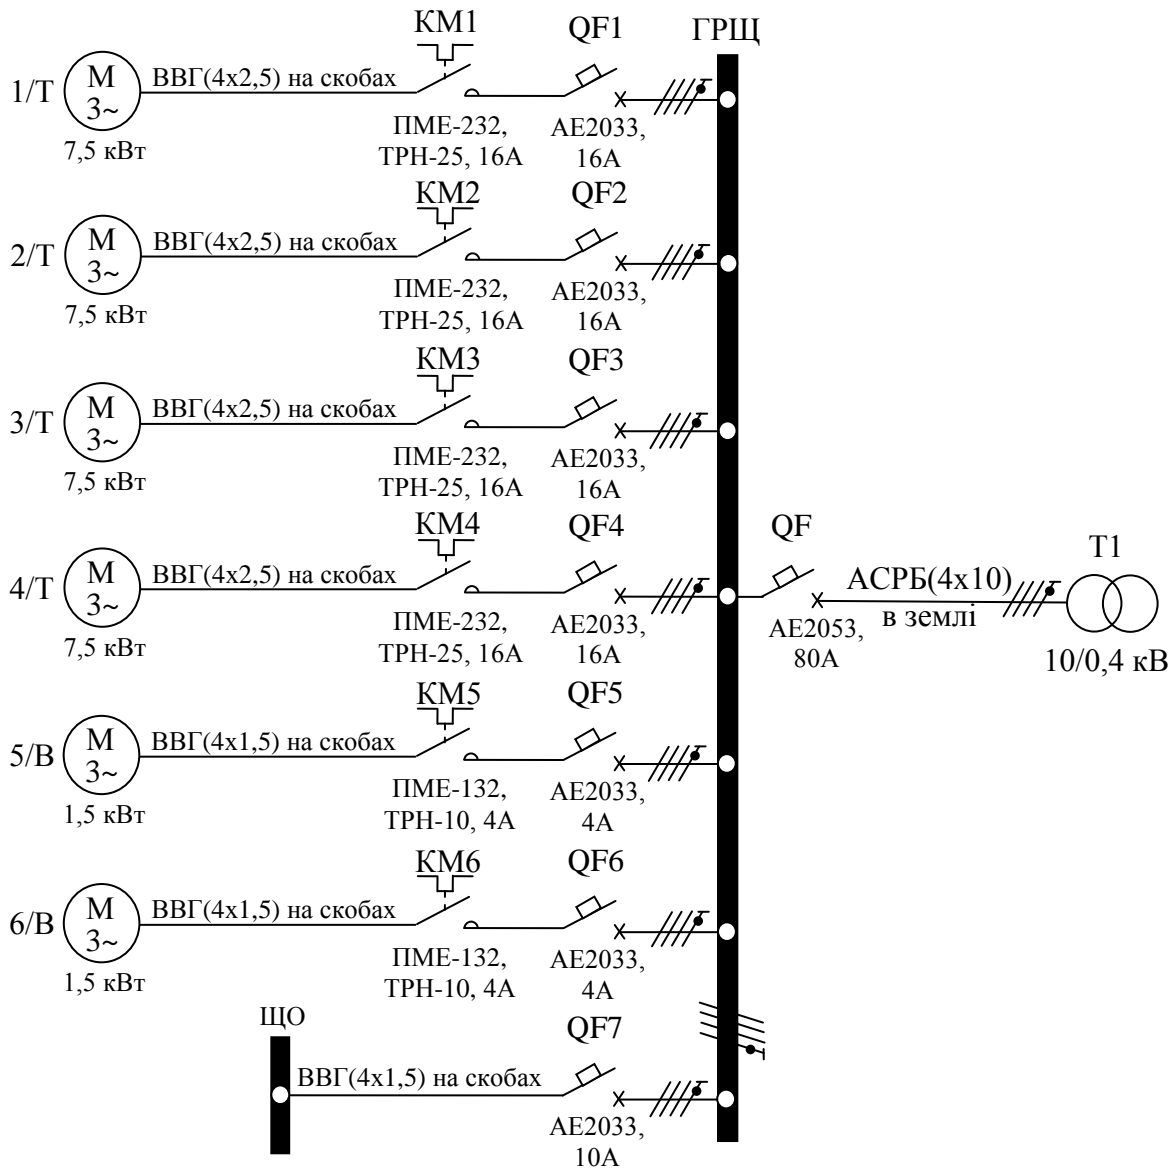 КМ1
QF1
ГРЩ
1/Т
М
3~
7,5 кВт
ВВГ(4х2,5) на скобах
ПМЕ-232,
ТРН-25, 16А
АЕ2033,
16А
КМ2
QF2
2/Т
М
3~
7,5 кВт
ВВГ(4х2,5) на скобах
ПМЕ-232,
ТРН-25, 16А
АЕ2033,
16А
КМ3
QF3
3/Т
М
3~
7,5 кВт
ВВГ(4х2,5) на скобах
ПМЕ-232,
ТРН-25, 16А
АЕ2033,
16А
КМ4
QF4
4/Т
М
3~
7,5 кВт
ВВГ(4х2,5) на скобах
ПМЕ-232,
ТРН-25, 16А
АЕ2033,
16А
QF
АЕ2053,
80А
АСРБ(4х10)
в землі
Т1
10/0,4 кВ
КМ5
QF5
5/В
М
3~
1,5 кВт
ВВГ(4х1,5) на скобах
ПМЕ-132,
ТРН-10, 4А
АЕ2033,
4А
КМ6
QF6
6/В
М
3~
1,5 кВт
ВВГ(4х1,5) на скобах
ПМЕ-132,
ТРН-10, 4А
АЕ2033,
4А
ЩО
QF7
ВВГ(4х1,5) на скобах
АЕ2033,
10А